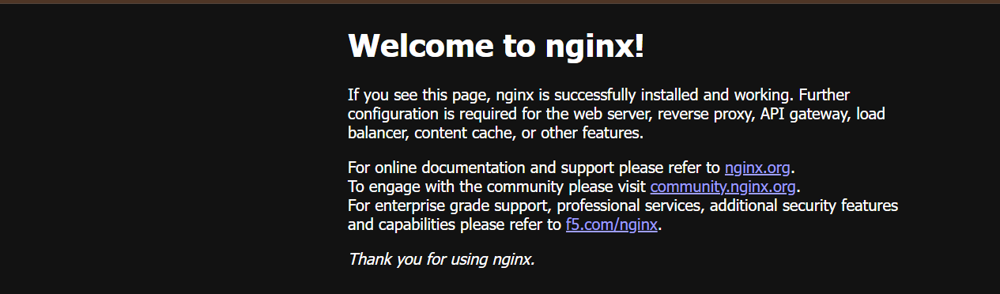 Welcome to nginx!
If you see this page, nginx is successfully installed and working. Further
configuration is required for the web server, reverse proxy, API gateway, load
balancer, content cache, or other features.
For online documentation and support please refer to nginx.org.
To engage with the community please visit community.nginx.org.
For enterprise grade support, professional services, additional security features
and capabilities please refer to f5.com/nginx.
Thank you for using nginx.